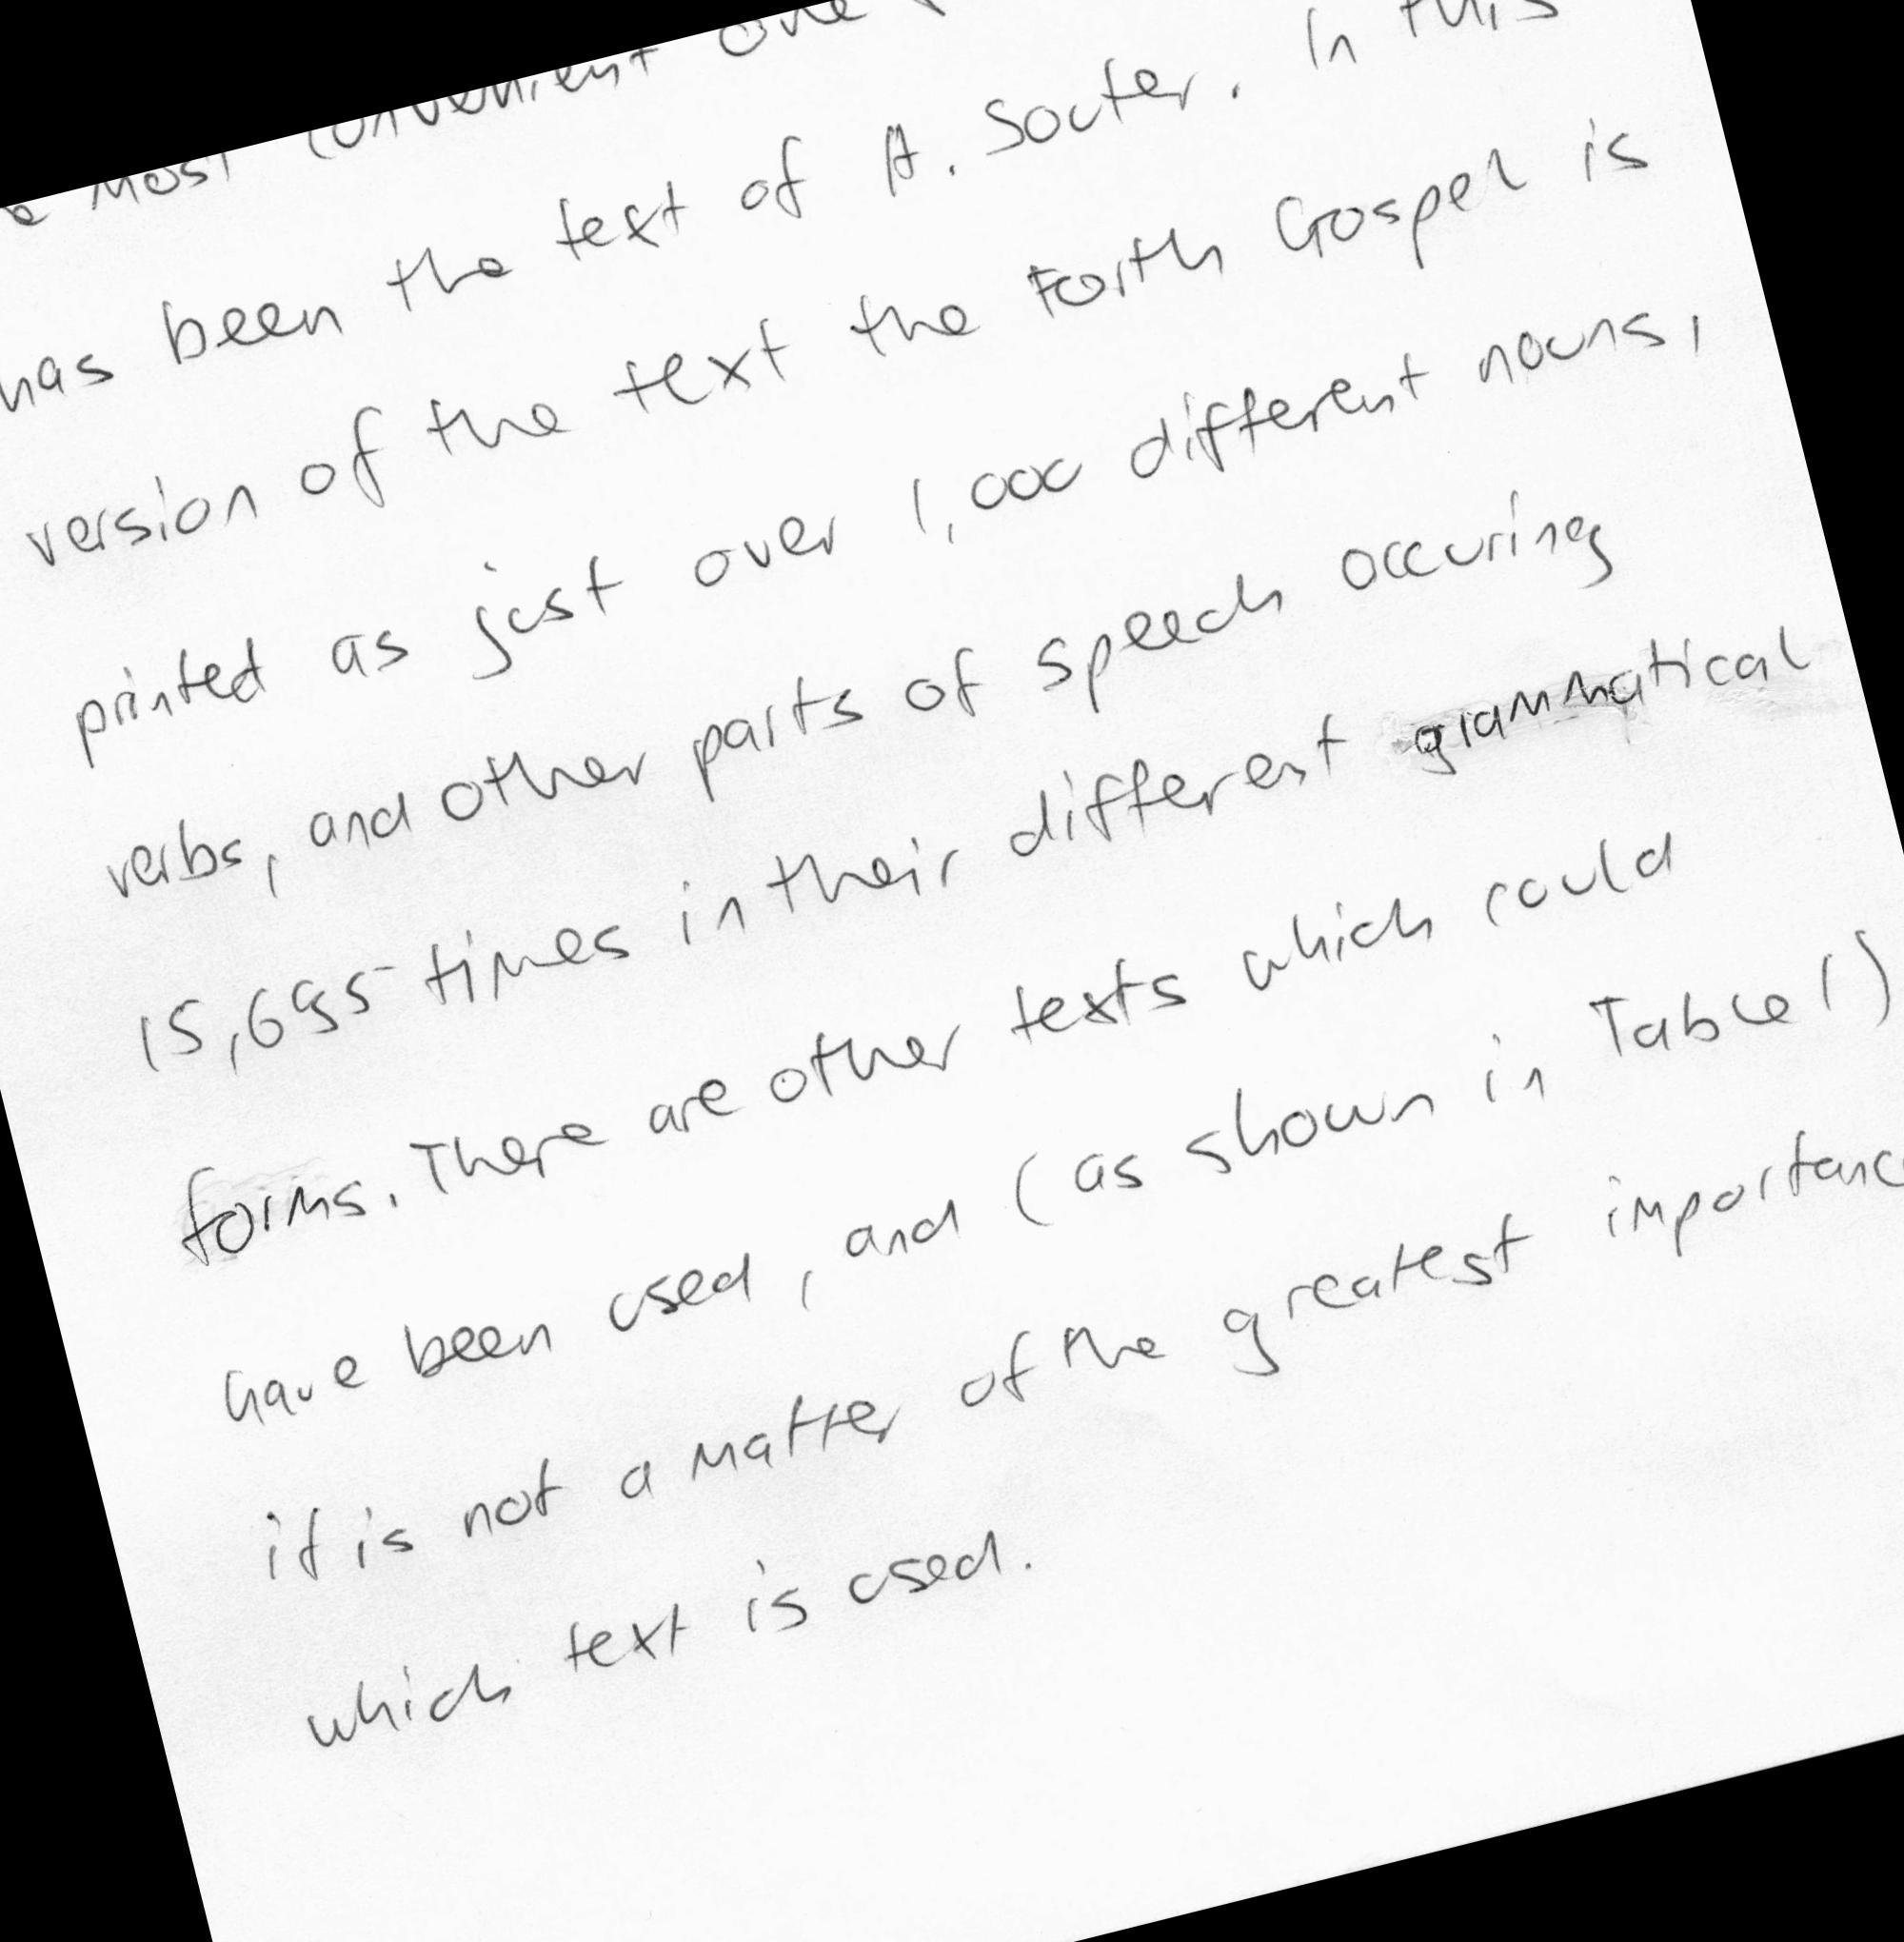 most convenient one
has been the text of A. Souter. In this
version of the text the Forth Gospel is
printed as just over 1,000 different nouns,
verbs, and other parts of speech occuring
15,695 times in their different grammatical
forms. There are other texts which could
have been used, and (as shown in Table 1)
it is not a matter of the greatest importance
which text is used.